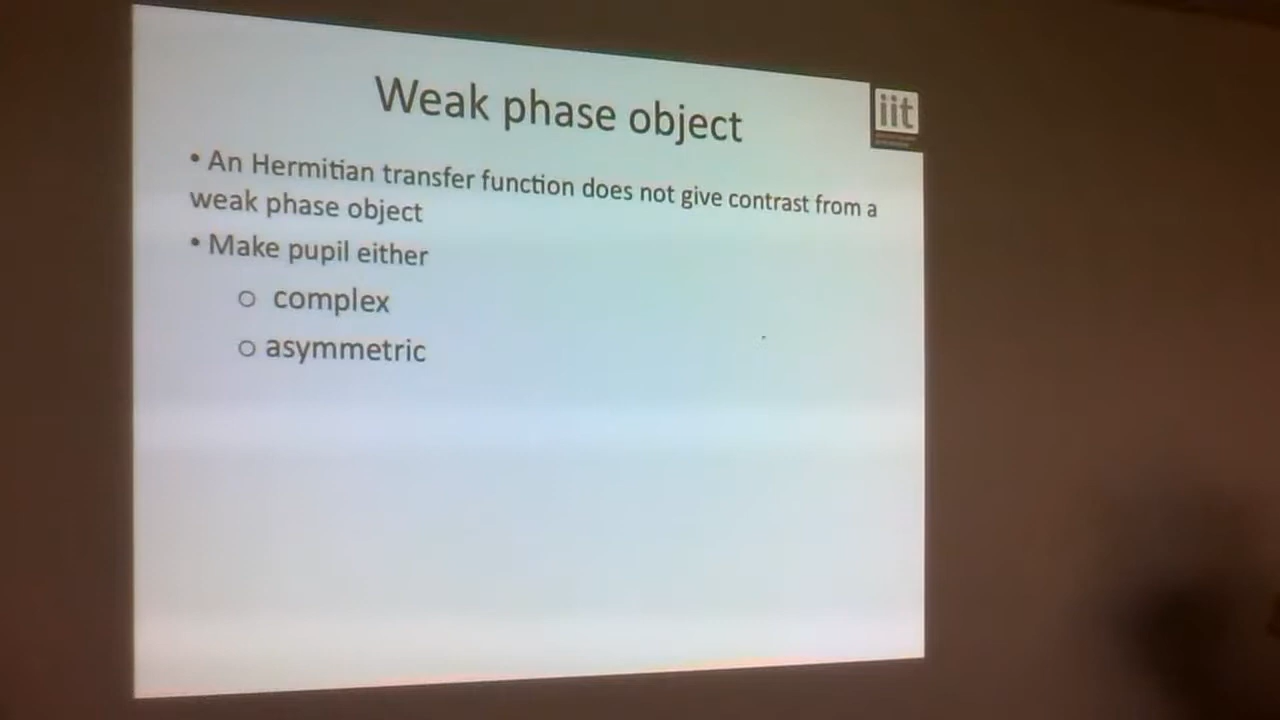 Weak phase object
iit
• An Hermitian transfer function does not give contrast from a
weak phase object
• Make pupil either
○ complex
○ asymmetric